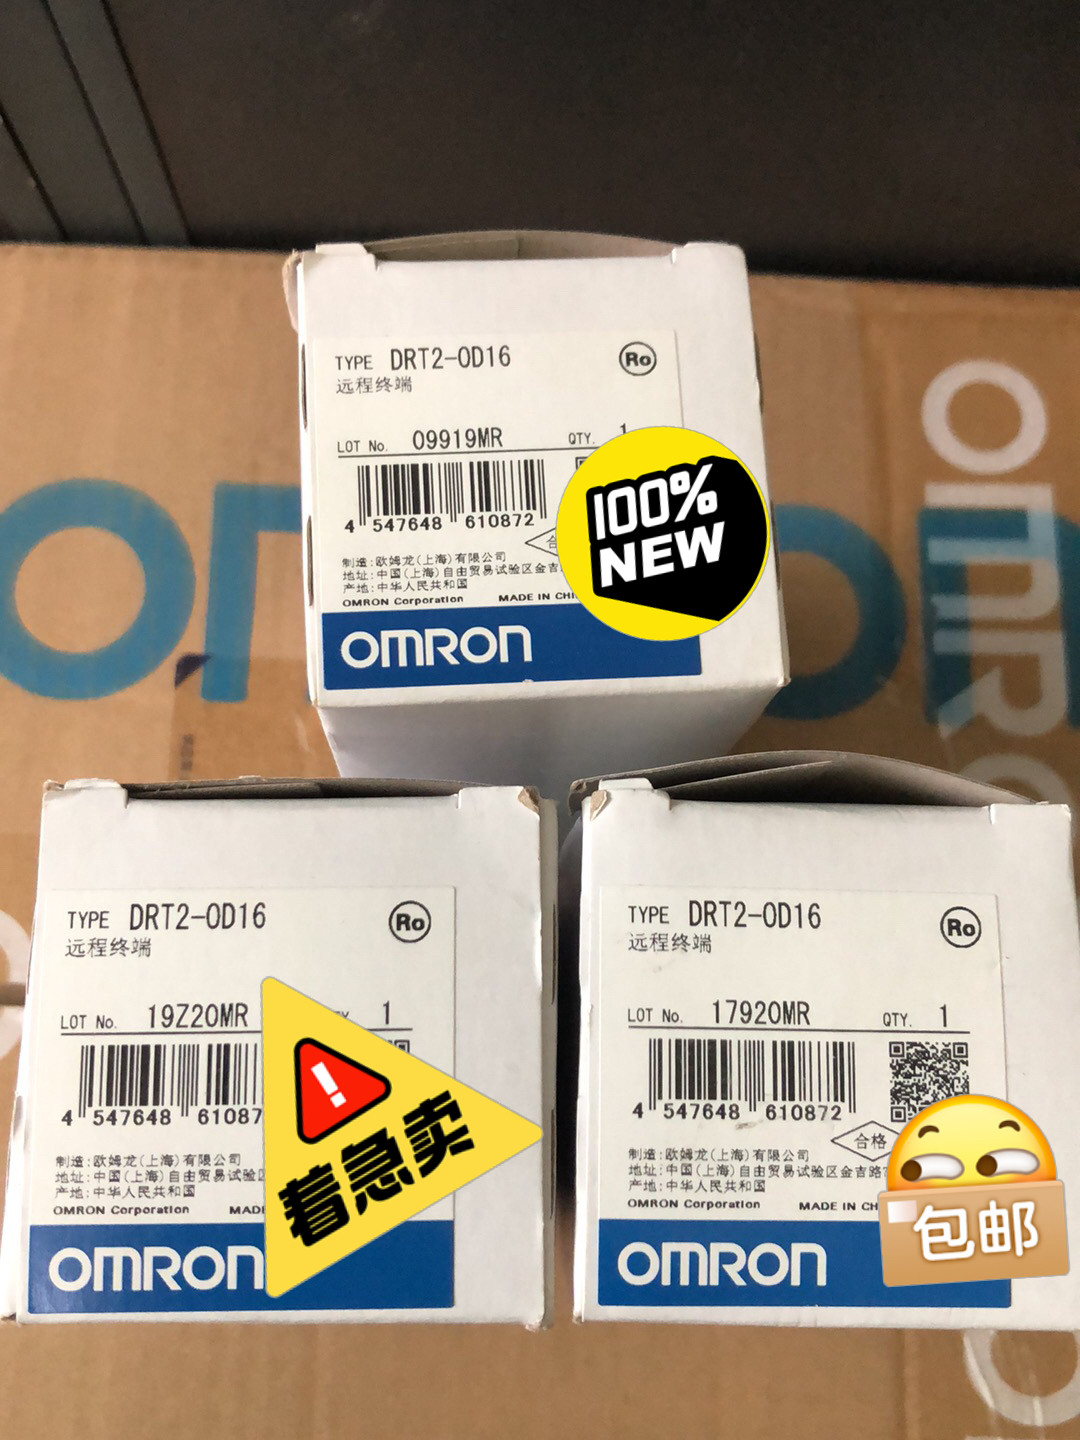 TYPE DRT2-OD16
Ro
远程终端
LOT No. 09919MR QTY. 1
4 547648 610872
合
制造:欧姆龙(上海)有限公司
地址:中国(上海)自由贸易试验区金吉
产地:中华人民共和国
OMRON Corporation MADE IN CHI
OMRON
100%
NEW
TYPE DRT2-OD16
Ro
远程终端
LOT No. 19Z20MR 1
4 547648 61087
制造:欧姆龙(上海)有限公司
地址:中国(上海)自由贸易试验区
产地:中华人民共和国
OMRON Corporation MAD
OMRON
!
着急卖
TYPE DRT2-OD16
Ro
远程终端
LOT No. 17920MR QTY. 1
4 547648 610872
合格
制造:欧姆龙(上海)有限公司
地址:中国(上海)自由贸易试验区金吉路
产地:中华人民共和国
OMRON Corporation MADE IN CH
OMRON
包邮